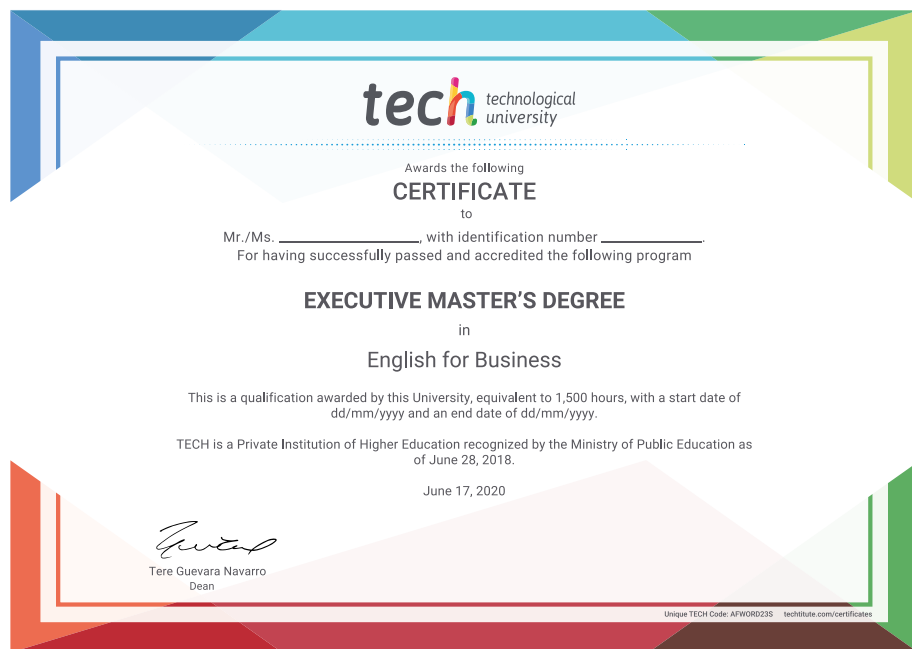 tech technological
university
Awards the following
CERTIFICATE
to
Mr./Ms. ____________________, with identification number ______________.
For having successfully passed and accredited the following program
EXECUTIVE MASTER’S DEGREE
in
English for Business
This is a qualification awarded by this University, equivalent to 1,500 hours, with a start date of
dd/mm/yyyy and an end date of dd/mm/yyyy.
TECH is a Private Institution of Higher Education recognized by the Ministry of Public Education as
of June 28, 2018.
June 17, 2020
Tere Guevara Navarro
Dean
Unique TECH Code: AFWORD23S techtitute.com/certificates